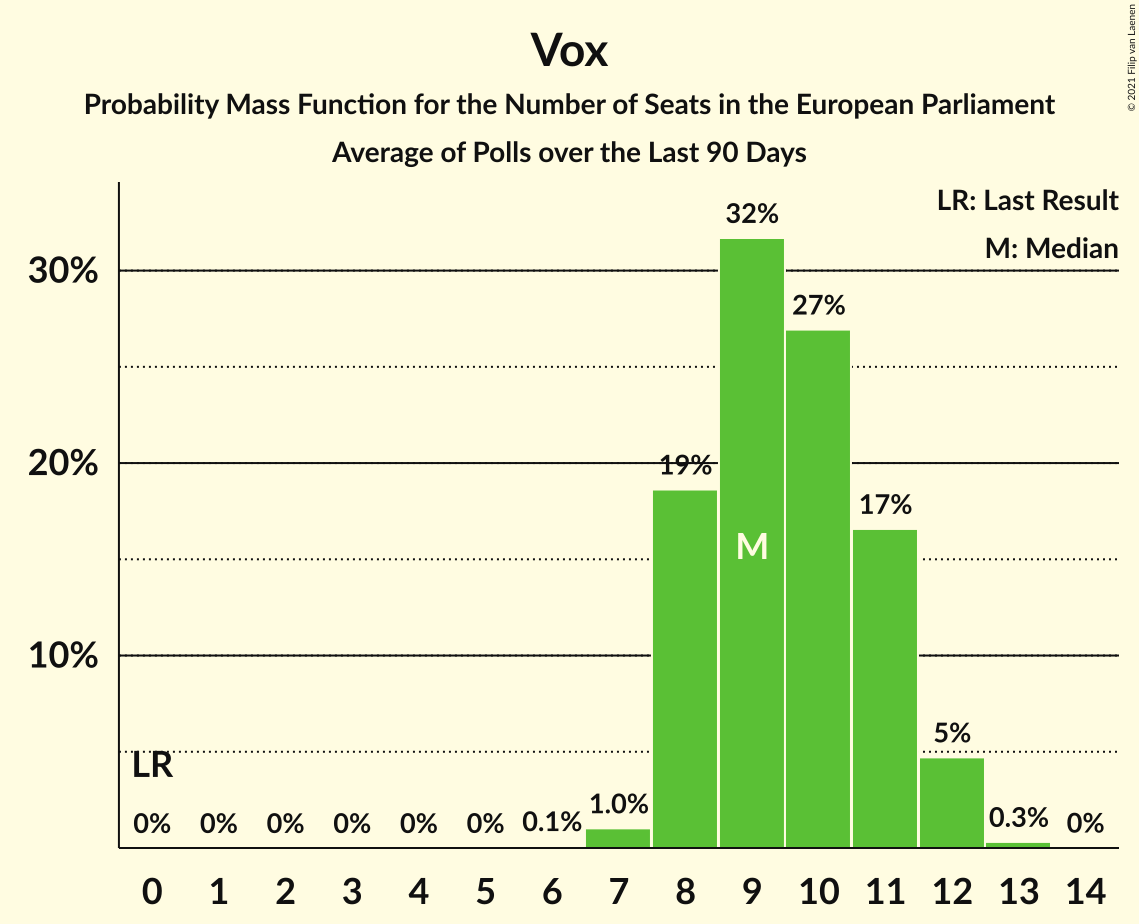 Vox
Probability Mass Function for the Number of Seats in the European Parliament
Average of Polls over the Last 90 Days
© 2021 Filip van Laenen
LR: Last Result
M: Median
30%
20%
10%
LR
0% 0% 0% 0% 0% 0% 0.1% 1.0% 19% 32% 27% 17% 5% 0.3% 0%
M
0 1 2 3 4 5 6 7 8 9 10 11 12 13 14